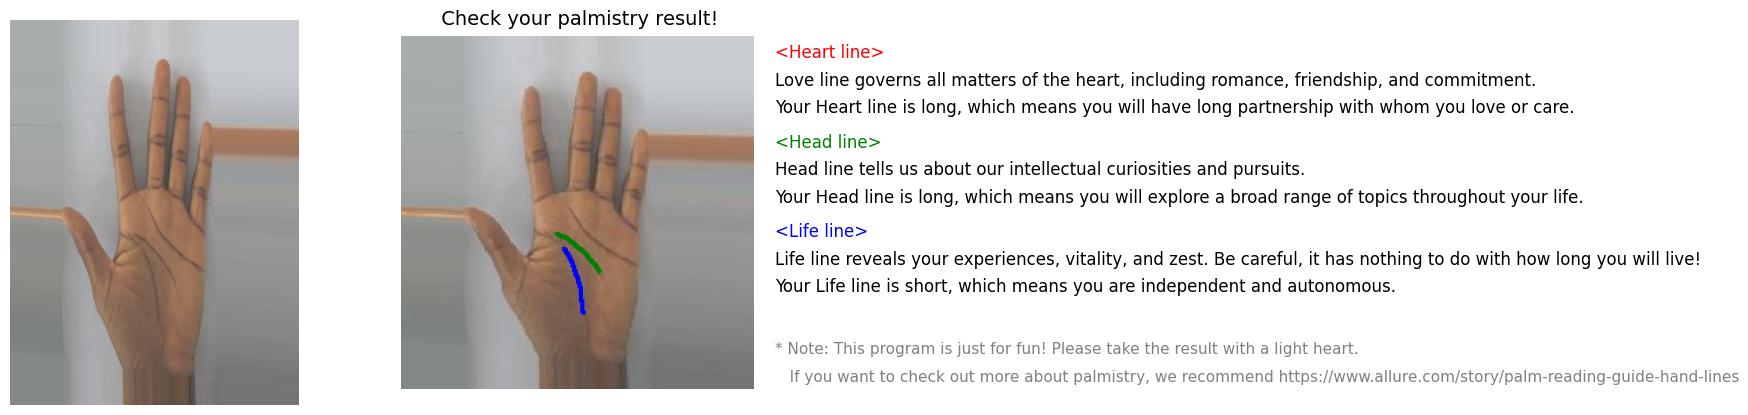 Check your palmistry result!
<Heart line>
Love line governs all matters of the heart, including romance, friendship, and commitment.
Your Heart line is long, which means you will have long partnership with whom you love or care.
<Head line>
Head line tells us about our intellectual curiosities and pursuits.
Your Head line is long, which means you will explore a broad range of topics throughout your life.
<Life line>
Life line reveals your experiences, vitality, and zest. Be careful, it has nothing to do with how long you will live!
Your Life line is short, which means you are independent and autonomous.
* Note: This program is just for fun! Please take the result with a light heart.
If you want to check out more about palmistry, we recommend https://www.allure.com/story/palm-reading-guide-hand-lines